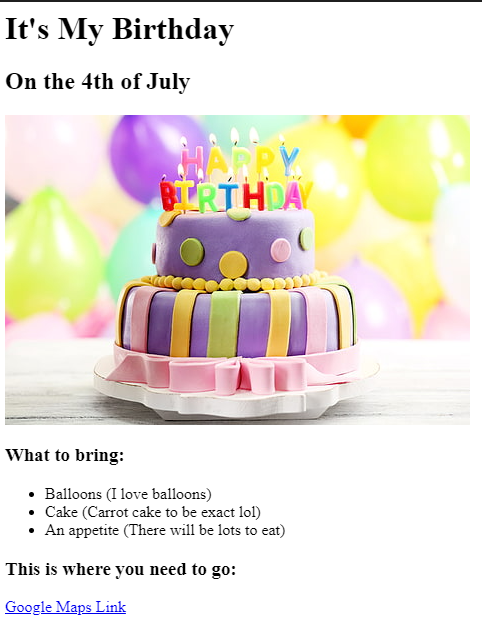 It's My Birthday
On the 4th of July
HAPPY
BIRTHDAY
What to bring:
Balloons (I love balloons)
Cake (Carrot cake to be exact lol)
An appetite (There will be lots to eat)
This is where you need to go:
Google Maps Link